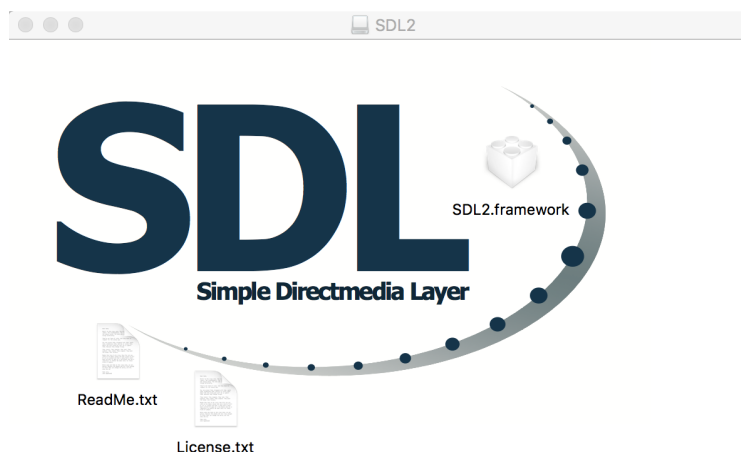 SDL2
SDL
SDL2.framework
Simple Directmedia Layer
ReadMe.txt
License.txt